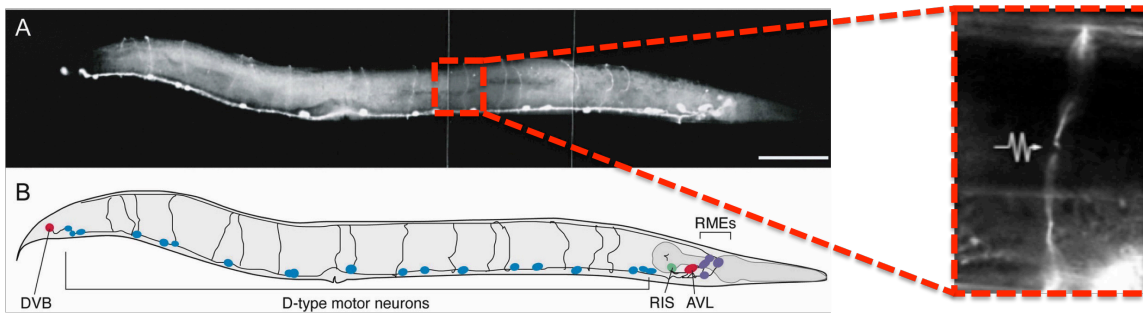 A
B
RMEs
DVB
D-type motor neurons
RIS
AVL